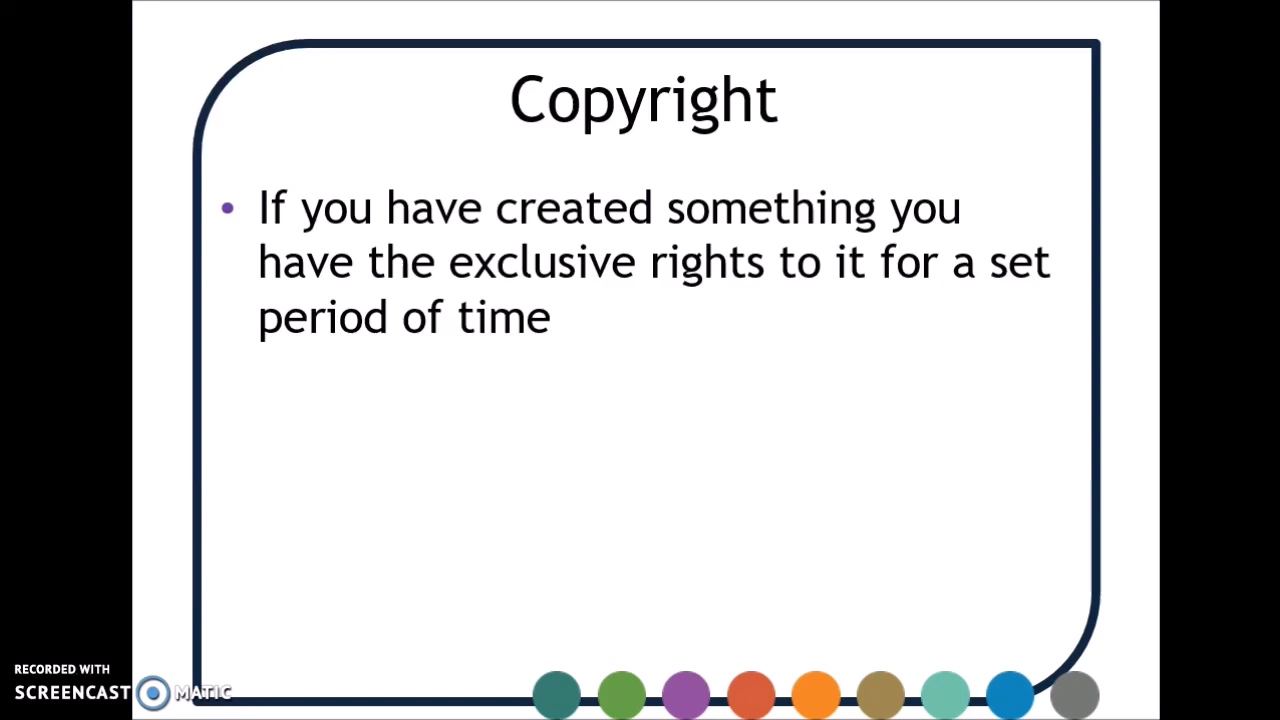 Copyright
• If you have created something you
have the exclusive rights to it for a set
period of time
RECORDED WITH
SCREENCAST MATIC